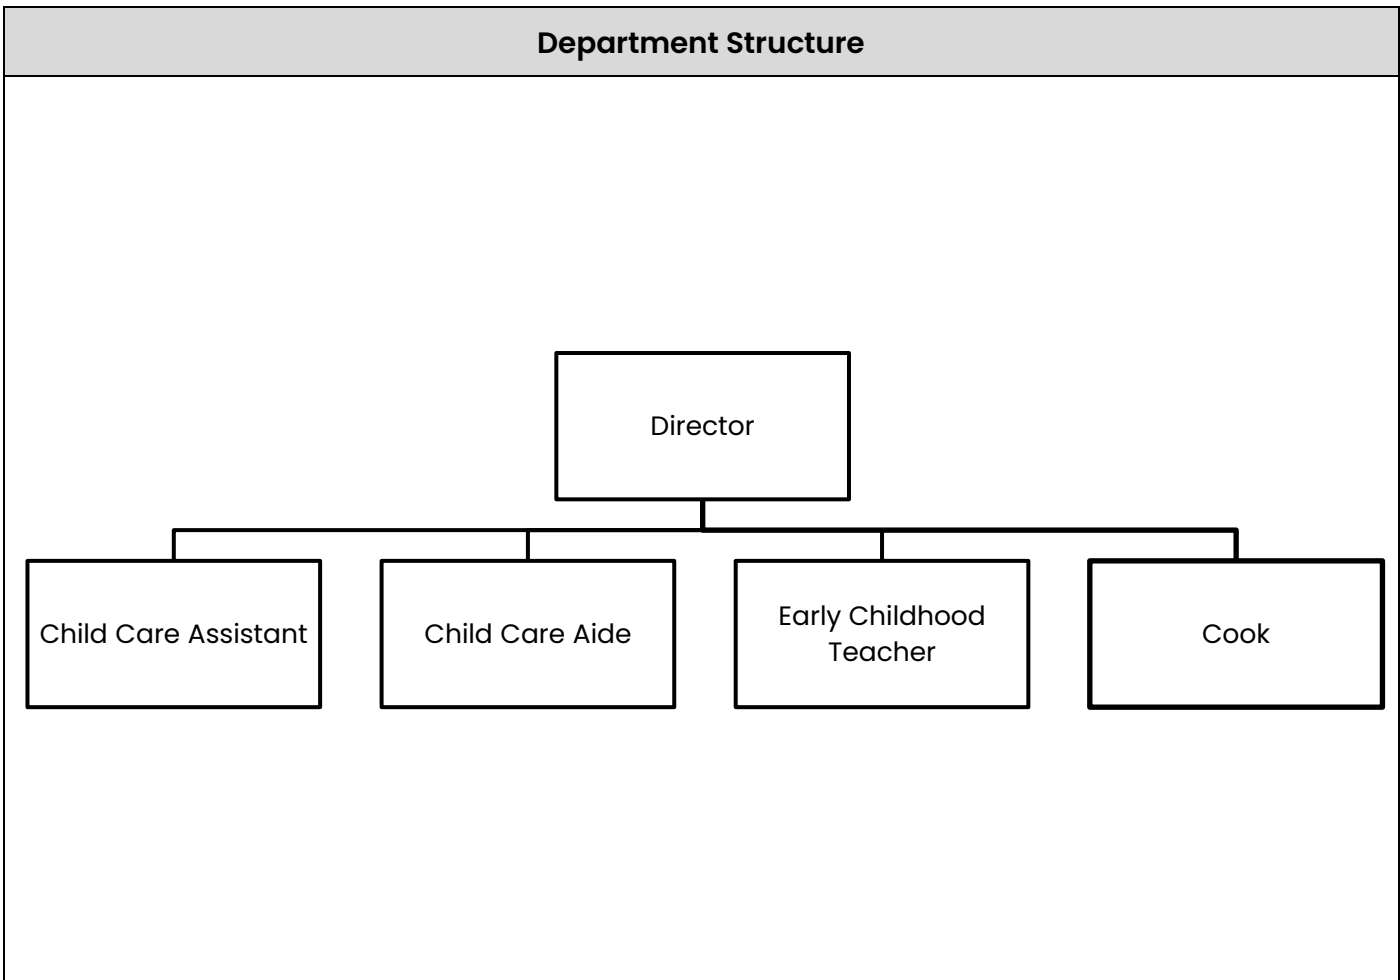 Department Structure
Director
Child Care Assistant
Child Care Aide
Early Childhood
Teacher
Cook